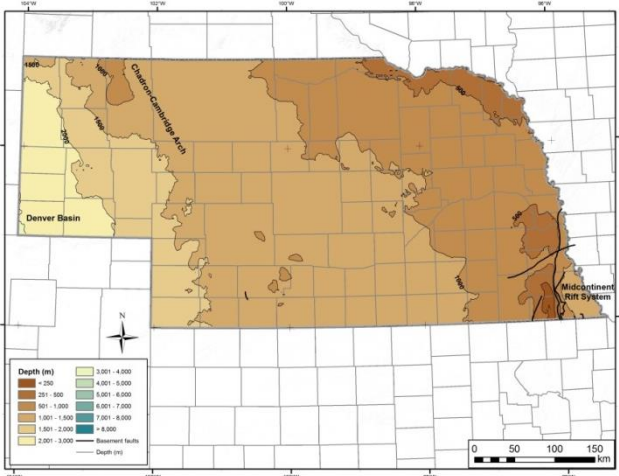 104°W
102°W
100°W
98°W
96°W
1500
1000
Chadron-Cambridge Arch
500
2000
1500
Denver Basin
500
1000
Midcontinent
Rift System
N
Depth (m)
< 250
251 - 500
501 - 1,000
1,001 - 1,500
1,501 - 2,000
2,001 - 3,000
3,001 - 4,000
4,001 - 5,000
5,001 - 6,000
6,001 - 7,000
7,001 - 8,000
> 8,000
Basement faults
Depth (m)
0 50 100 150
km